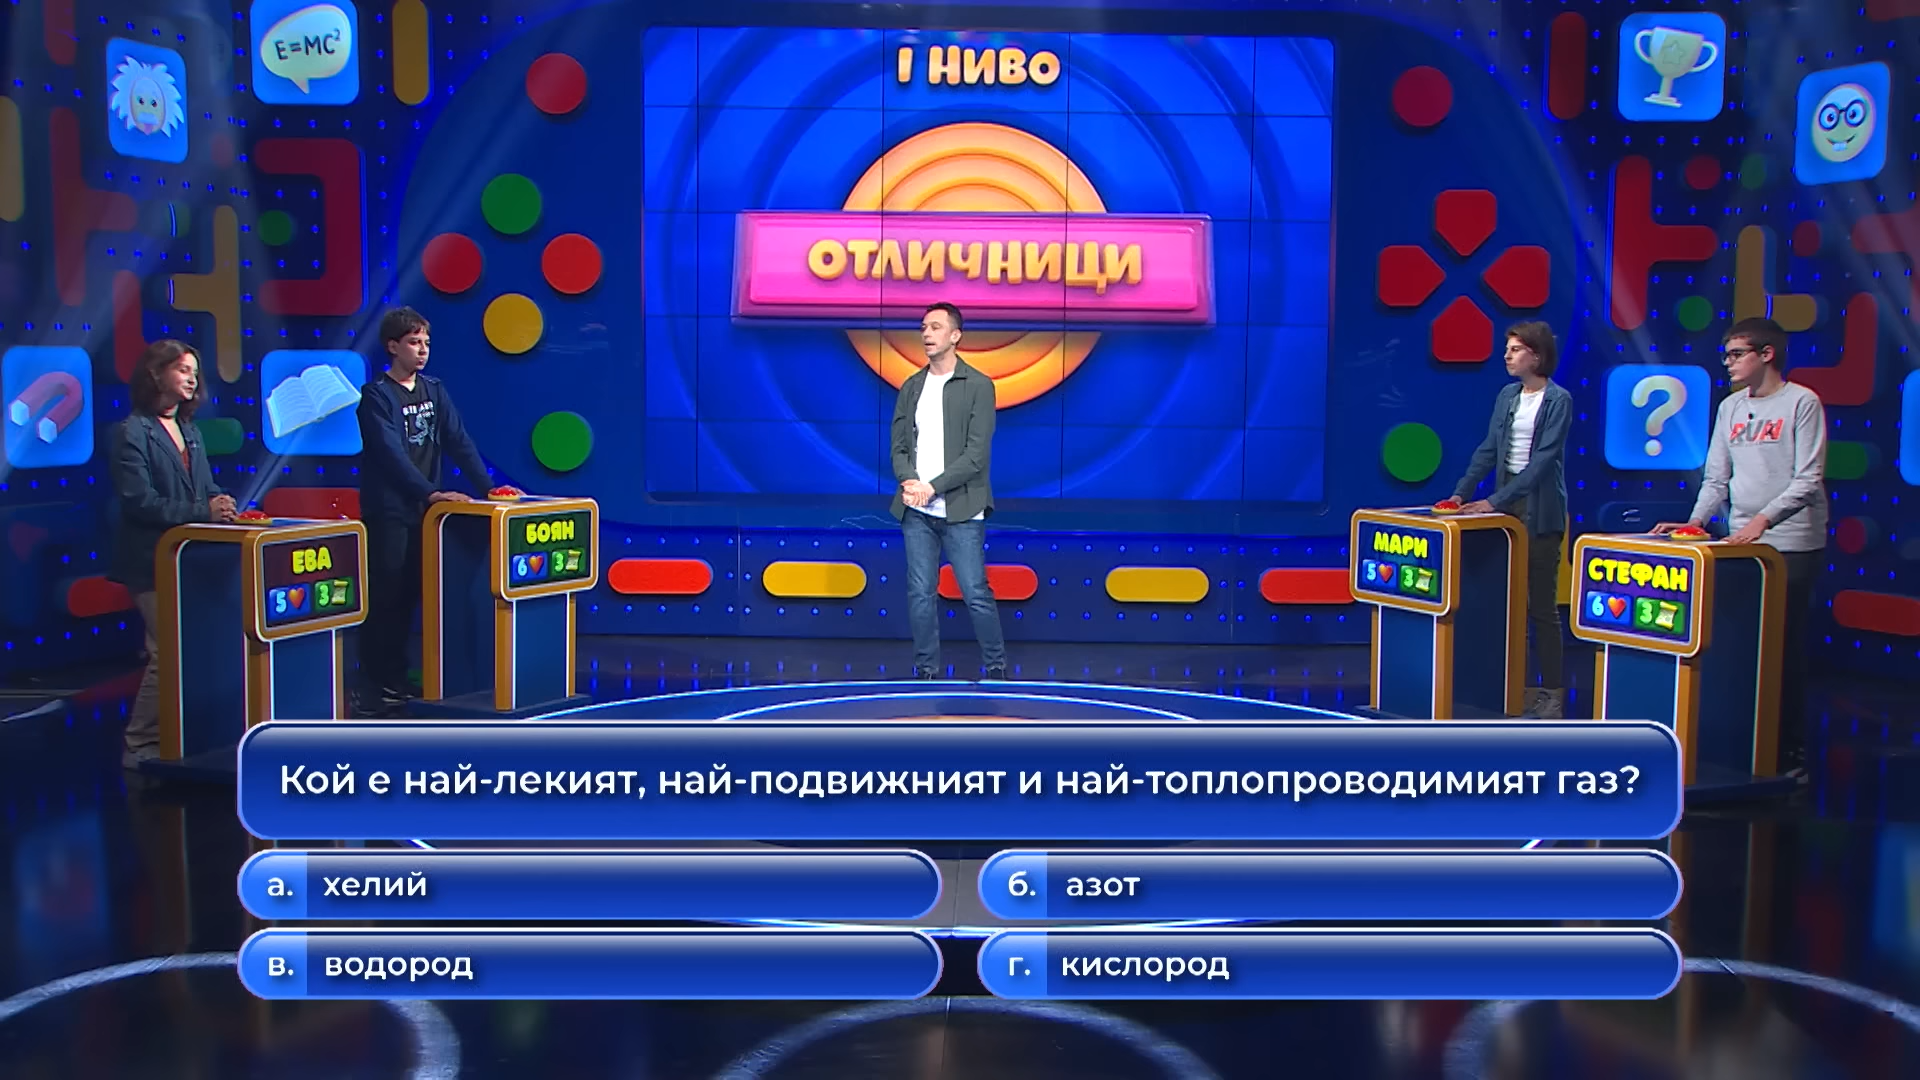 E=MC²
I НИВО
ОТЛИЧНИЦИ
ЕВА
5 3
БОЯН
6 3
МАРИ
5 3
СТЕФАН
6 3
RUN
Кой е най-лекият, най-подвижният и най-топлопроводимият газ?
а. хелий
б. азот
в. водород
г. кислород